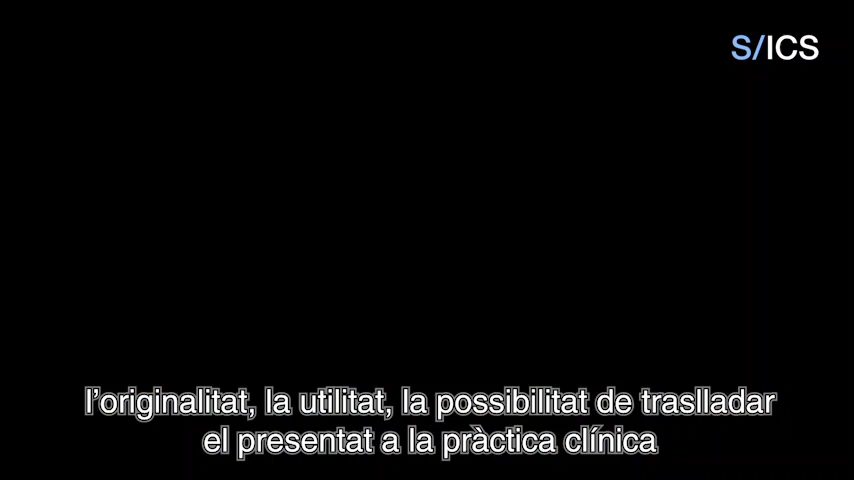 S/ICS
l’originalitat, la utilitat, la possibilitat de traslladar
el presentat a la pràctica clínica